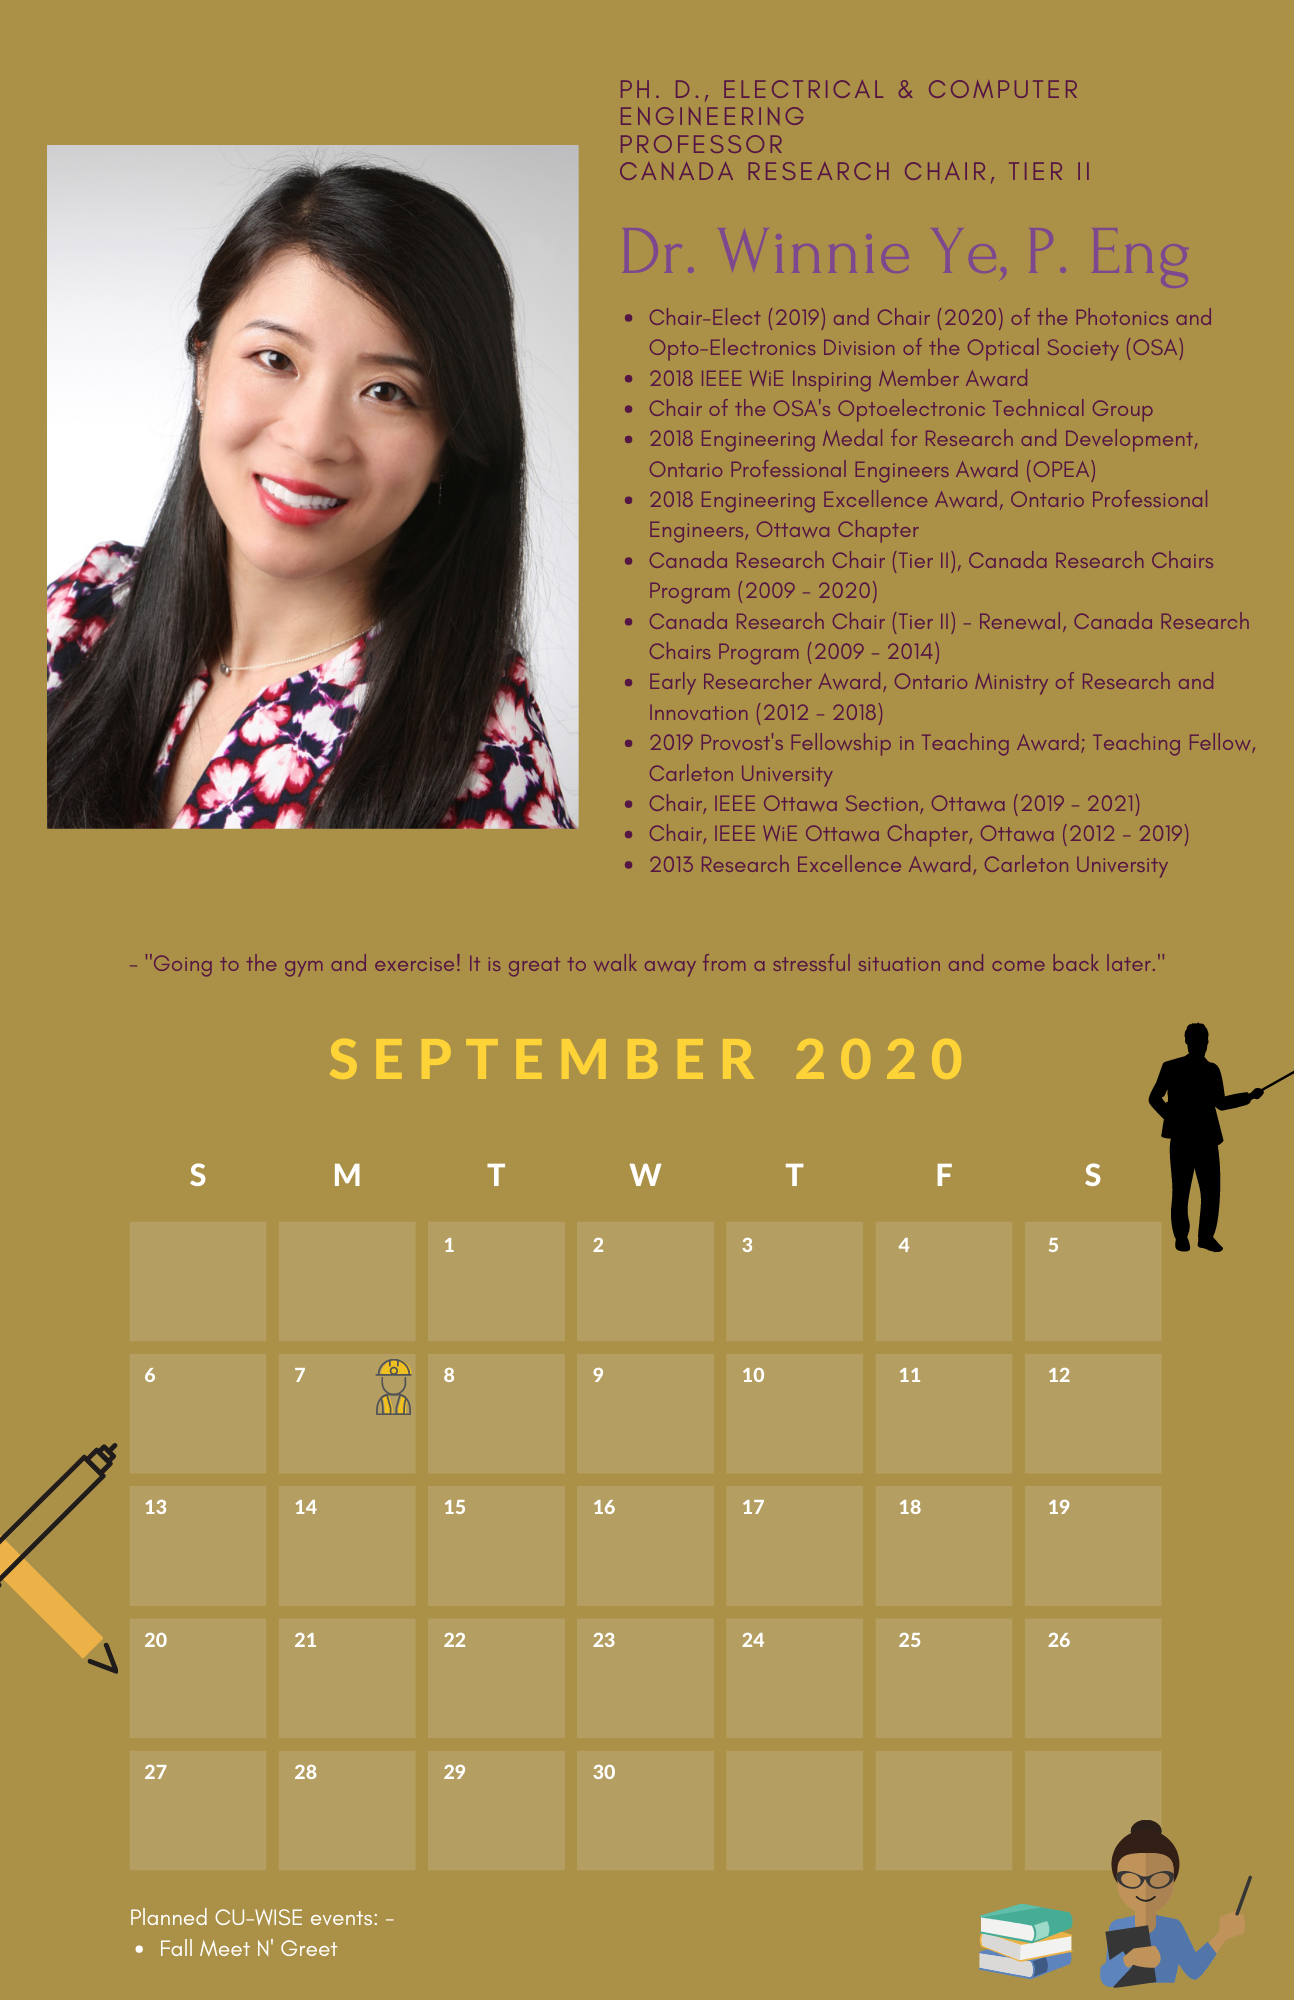 PH. D., ELECTRICAL & COMPUTER
ENGINEERING
PROFESSOR
CANADA RESEARCH CHAIR, TIER II
Dr. Winnie Ye, P. Eng
• Chair-Elect (2019) and Chair (2020) of the Photonics and
Opto-Electronics Division of the Optical Society (OSA)
• 2018 IEEE WiE Inspiring Member Award
• Chair of the OSA's Optoelectronic Technical Group
• 2018 Engineering Medal for Research and Development,
Ontario Professional Engineers Award (OPEA)
• 2018 Engineering Excellence Award, Ontario Professional
Engineers, Ottawa Chapter
• Canada Research Chair (Tier II), Canada Research Chairs
Program (2009 - 2020)
• Canada Research Chair (Tier II) - Renewal, Canada Research
Chairs Program (2009 - 2014)
• Early Researcher Award, Ontario Ministry of Research and
Innovation (2012 - 2018)
• 2019 Provost's Fellowship in Teaching Award; Teaching Fellow,
Carleton University
• Chair, IEEE Ottawa Section, Ottawa (2019 - 2021)
• Chair, IEEE WiE Ottawa Chapter, Ottawa (2012 - 2019)
• 2013 Research Excellence Award, Carleton University
- "Going to the gym and exercise! It is great to walk away from a stressful situation and come back later."
SEPTEMBER 2020
S M T W T F S
1 2 3 4 5
6 7 8 9 10 11 12
13 14 15 16 17 18 19
20 21 22 23 24 25 26
27 28 29 30
Planned CU-WISE events: -
• Fall Meet N' Greet